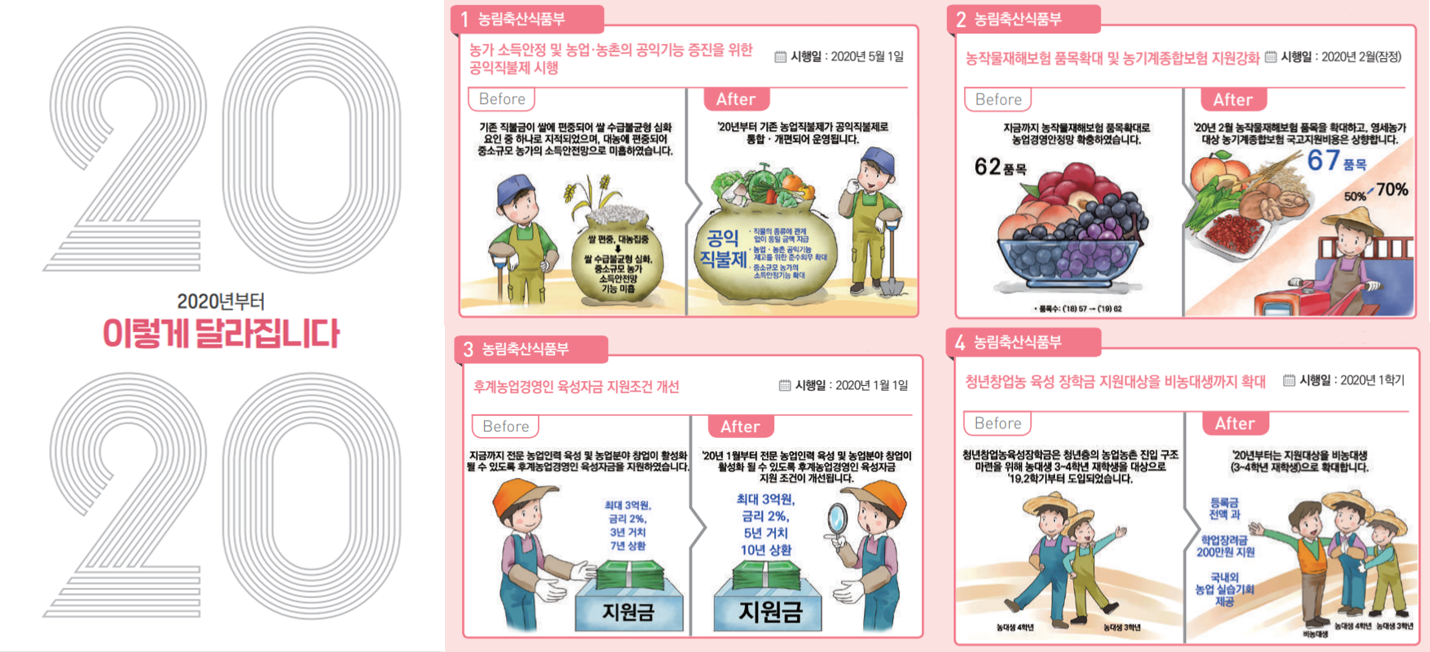 20
2020년부터
이렇게 달라집니다
20
1 농림축산식품부
농가 소득안정 및 농업·농촌의 공익기능 증진을 위한
공익직불제 시행
시행일 : 2020년 5월 1일
Before
기존 직불금이 쌀에 편중되어 쌀 수급불균형 심화
요인 중 하나로 지적되었으며, 대농에 편중되어
중소규모 농가의 소득안전망으로 미흡하였습니다.
쌀 편중, 대농집중
쌀 수급불균형 심화,
중소규모 농가
소득안전망
기능 미흡
After
'20년부터 기존 농업직불제가 공익직불제로
통합·개편되어 운영됩니다.
공익
직불제
· 작물의 종류에 관계
없이 동일 금액 지급
· 농업·농촌 공익기능
제고를 위한 준수의무 확대
· 중소규모 농가의
소득안정기능 확대
2 농림축산식품부
농작물재해보험 품목확대 및 농기계종합보험 지원강화
시행일 : 2020년 2월(잠정)
Before
지금까지 농작물재해보험 품목확대로
농업경영안정망 확충하였습니다.
62품목
• 품목수: ('18) 57 → ('19) 62
After
'20년 2월 농작물재해보험 품목을 확대하고, 영세농가
대상 농기계종합보험 국고지원비율은 상향합니다.
67 품목
50% 70%
3 농림축산식품부
후계농업경영인 육성자금 지원조건 개선
시행일 : 2020년 1월 1일
Before
지금까지 전문 농업인력 육성 및 농업분야 창업이 활성화
될 수 있도록 후계농업경영인 육성자금을 지원하였습니다.
최대 3억원,
금리 2%,
3년 거치
7년 상환
지원금
After
'20년 1월부터 전문 농업인력 육성 및 농업분야 창업이
활성화 될 수 있도록 후계농업경영인 육성자금
지원 조건이 개선됩니다.
최대 3억원,
금리 2%,
5년 거치
10년 상환
지원금
4 농림축산식품부
청년창업농 육성 장학금 지원대상을 비농대생까지 확대
시행일 : 2020년 1학기
Before
청년창업농육성장학금은 청년층의 농업농촌 진입 구조
마련을 위해 농대생 3~4학년 재학생을 대상으로
'19.2학기부터 도입되었습니다.
농대생 4학년
농대생 3학년
After
'20년부터는 지원대상을 비농대생
(3~4학년 재학생)으로 확대합니다.
등록금
전액 과
학업장려금
200만원 지원
국내외
농업 실습기회
제공
비농대생
농대생 4학년
농대생 3학년